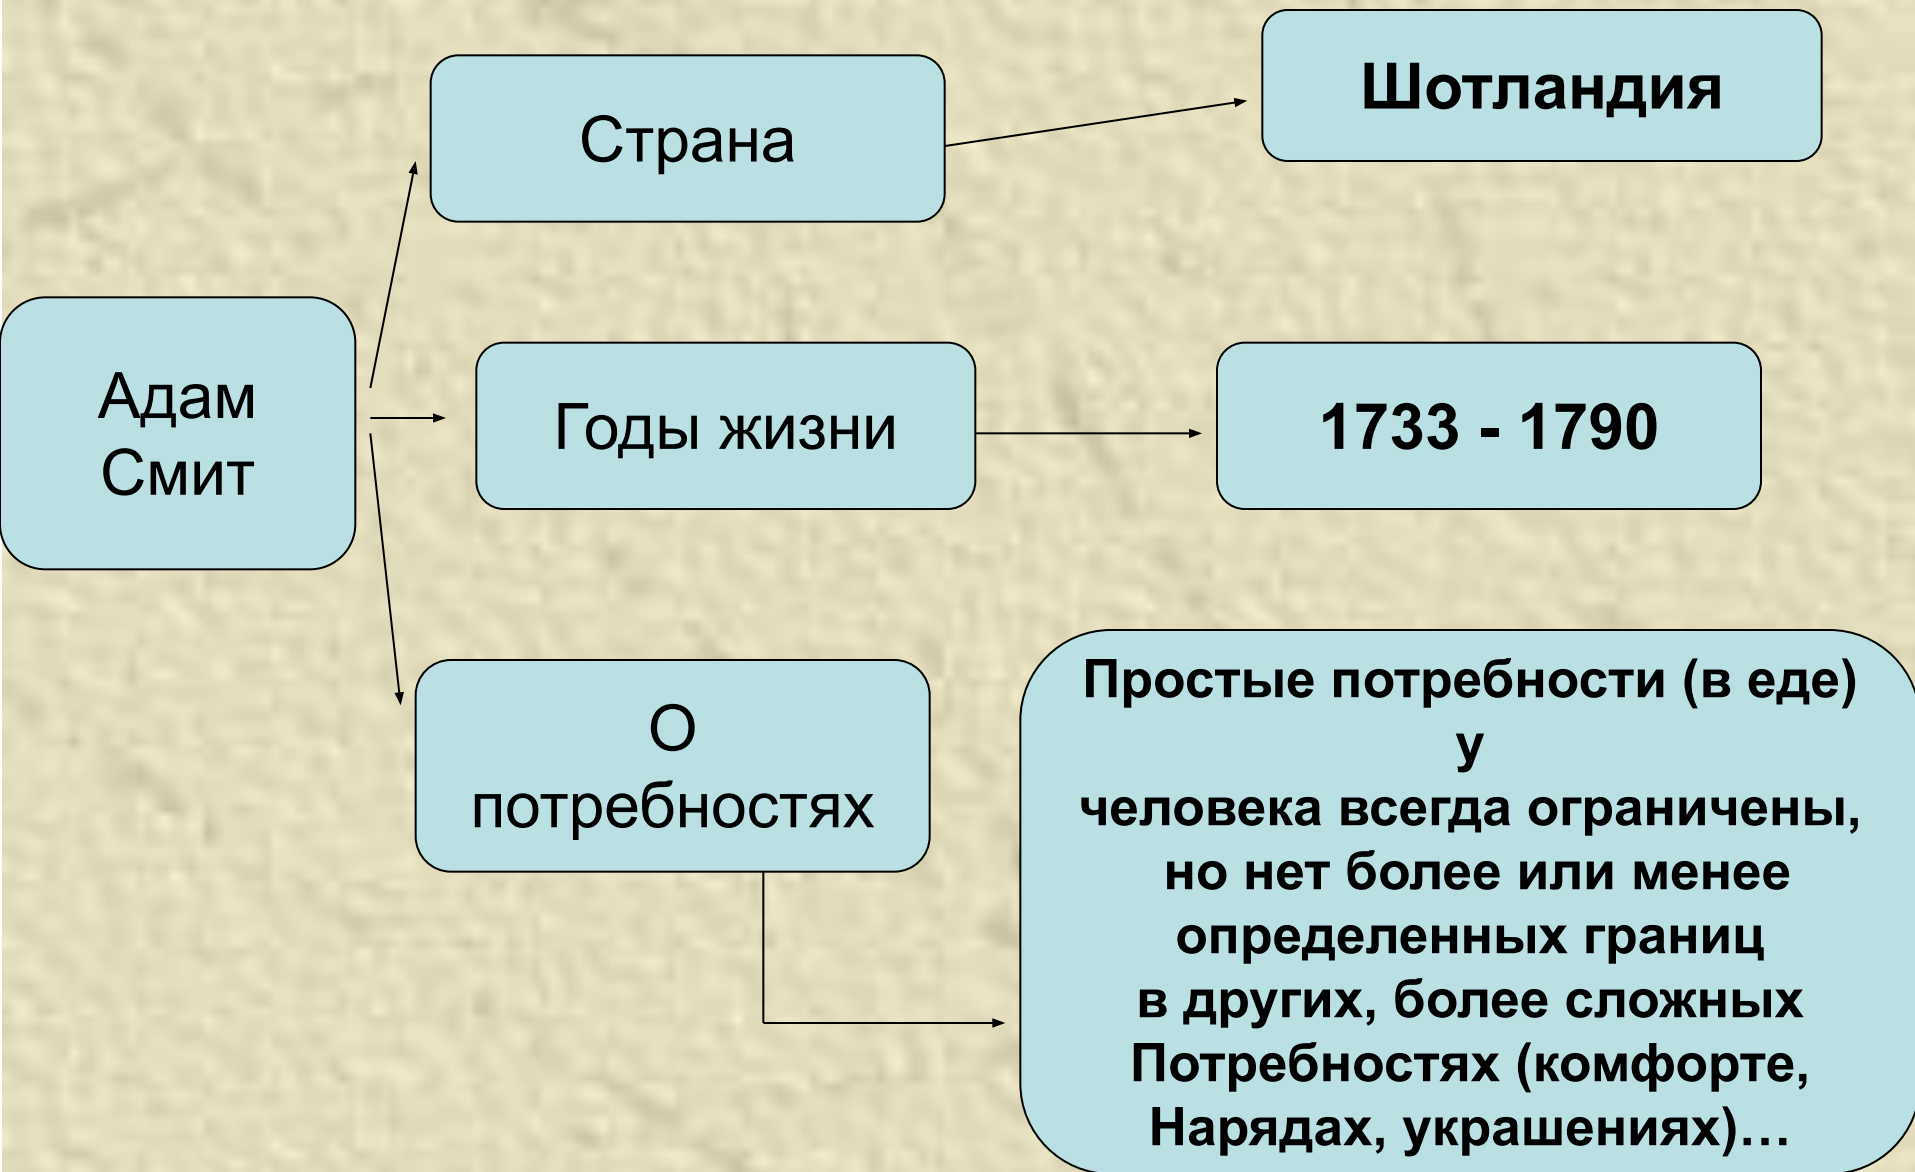 Адам
Смит
Страна
Шотландия
Годы жизни
1733 - 1790
О
потребностях
Простые потребности (в еде)
у
человека всегда ограничены,
но нет более или менее
определенных границ
в других, более сложных
Потребностях (комфорте,
Нарядах, украшениях)…